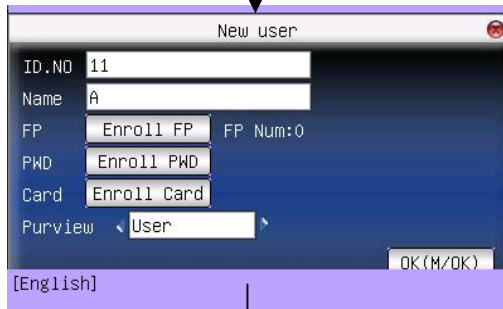 New user
ID.NO 11
Name A
FP Enroll FP FP Num:0
PWD Enroll PWD
Card Enroll Card
Purview User
OK(M/OK)
[English]